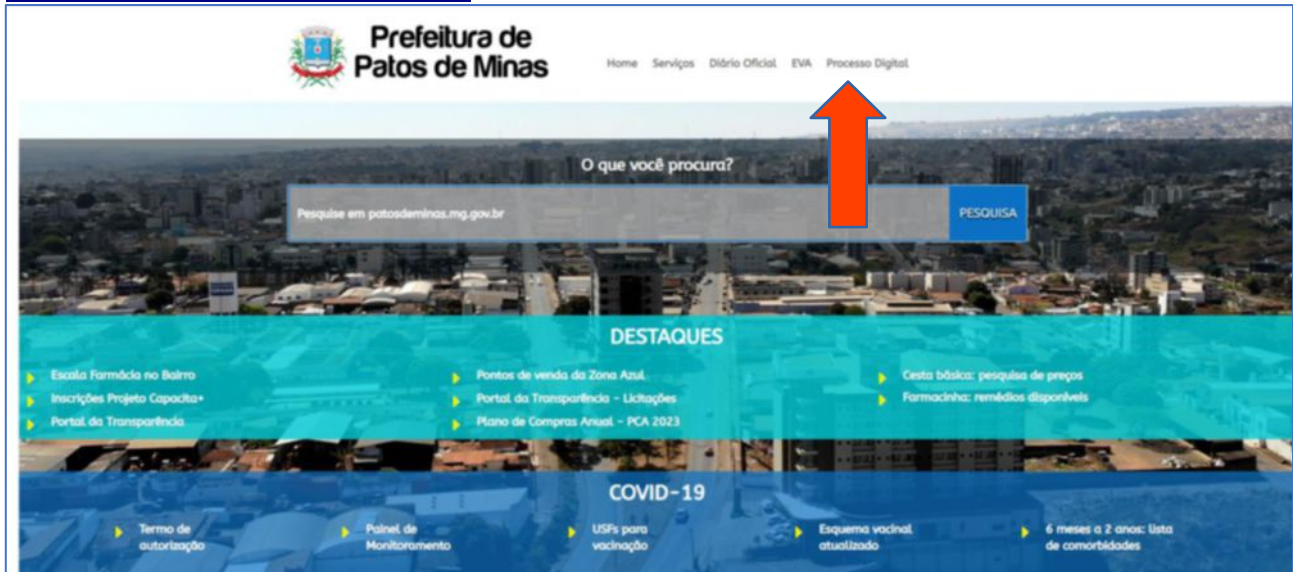 Prefeitura de
Patos de Minas
Home Serviços Diário Oficial EVA Processo Digital
O que você procura?
Pesquise em patosdeminas.mg.gov.br
PESQUISA
DESTAQUES
Escala Farmácia no Bairro
Inscrições Projeto Capacita+
Portal da Transparência
Pontos de venda da Zona Azul
Portal da Transparência - Licitações
Plano de Compras Anual - PCA 2023
Cesta básica: pesquisa de preços
Farmacinha: remédios disponíveis
COVID-19
Termo de
autorização
Painel de
Monitoramento
USFs para
vacinação
Esquema vacinal
atualizado
6 meses a 2 anos: lista
de comorbidades